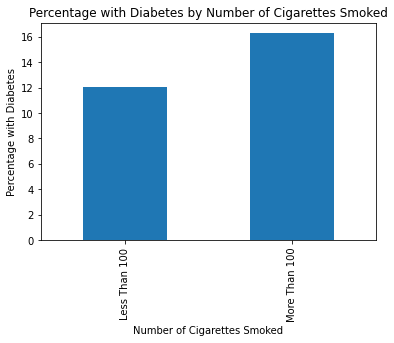 Percentage with Diabetes by Number of Cigarettes Smoked
Percentage with Diabetes
16
14
12
10
8
6
4
2
0
Less Than 100
More Than 100
Number of Cigarettes Smoked